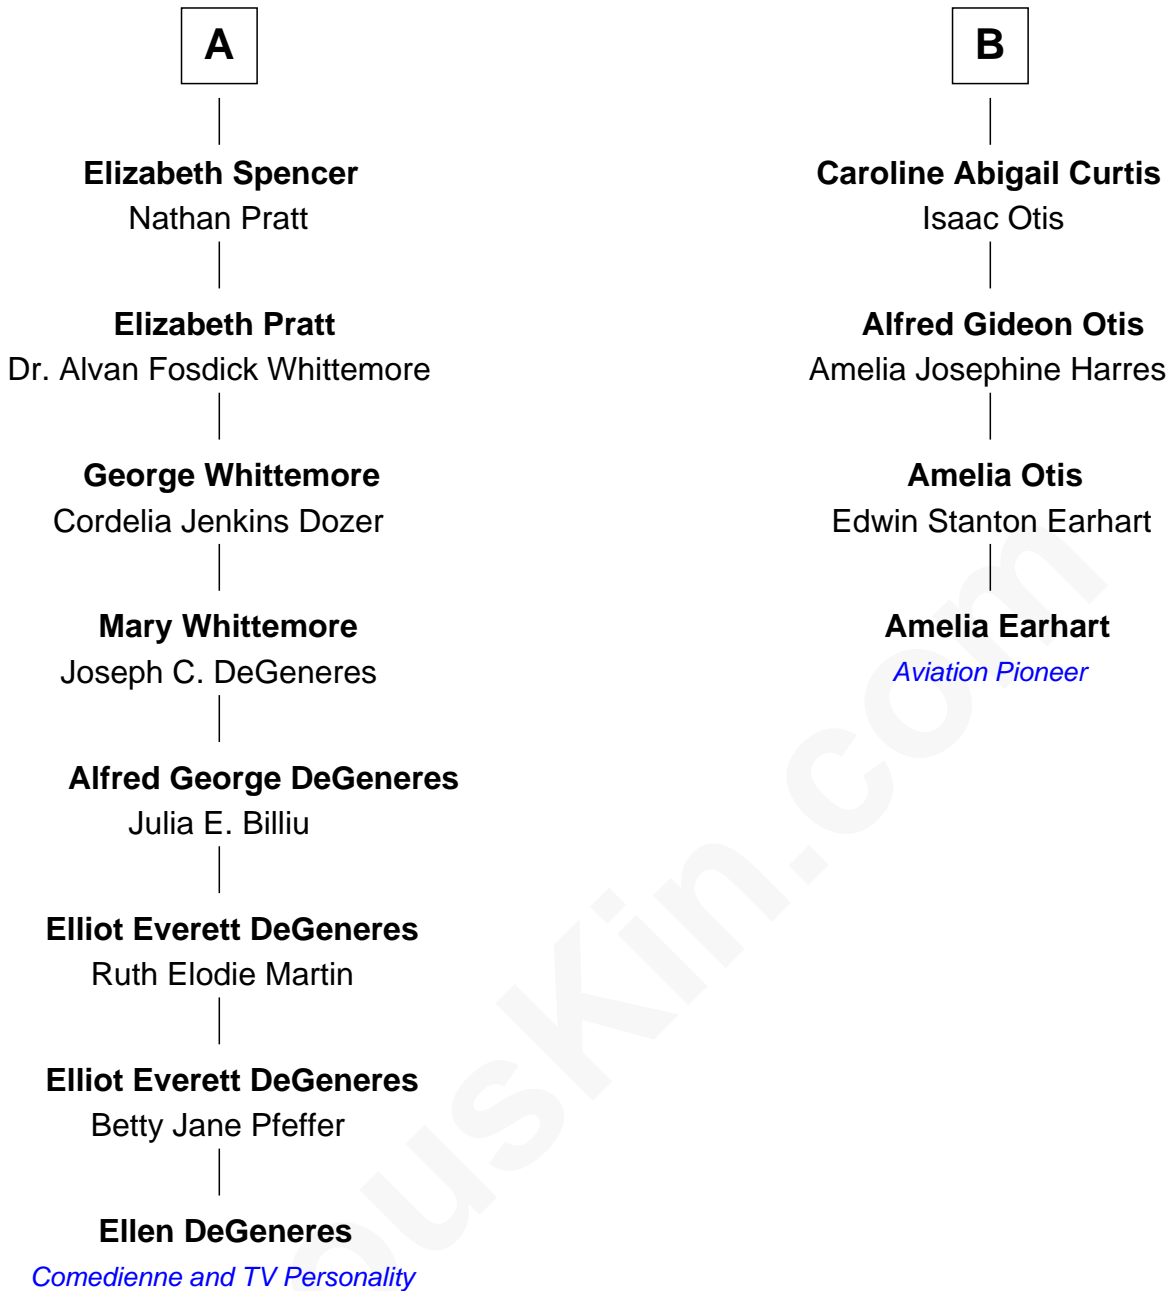 A
Elizabeth Spencer
Nathan Pratt
Elizabeth Pratt
Dr. Alvan Fosdick Whittemore
George Whittemore
Cordelia Jenkins Dozer
Mary Whittemore
Joseph C. DeGeneres
Alfred George DeGeneres
Julia E. Billiu
Elliot Everett DeGeneres
Ruth Elodie Martin
Elliot Everett DeGeneres
Betty Jane Pfeffer
Ellen DeGeneres
Comedienne and TV Personality
B
Caroline Abigail Curtis
Isaac Otis
Alfred Gideon Otis
Amelia Josephine Harres
Amelia Otis
Edwin Stanton Earhart
Amelia Earhart
Aviation Pioneer
ousKin.com